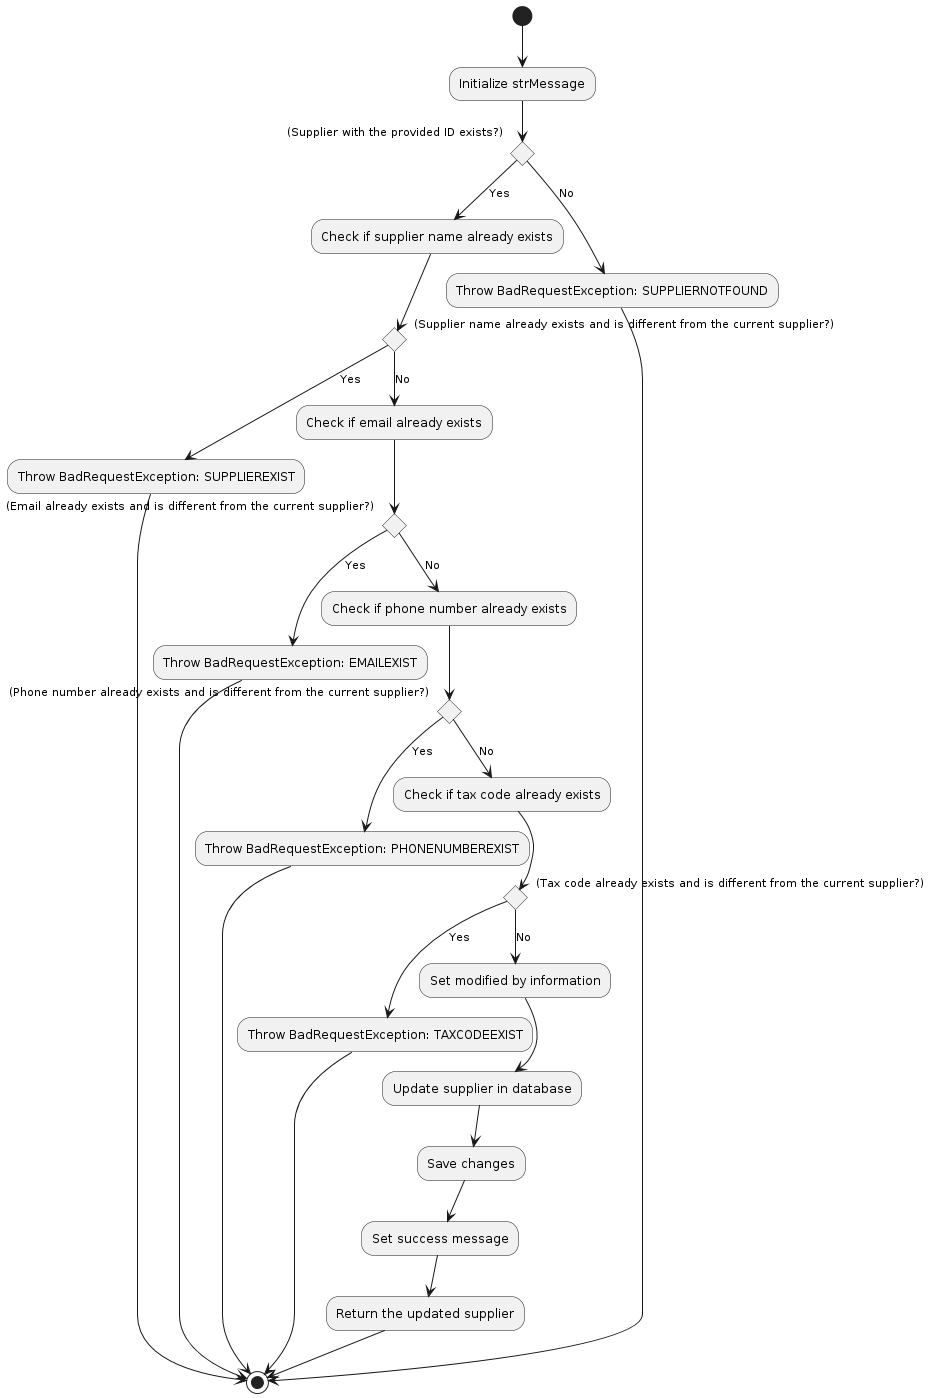 Initialize strMessage
(Supplier with the provided ID exists?)
Yes
No
Check if supplier name already exists
Throw BadRequestException: SUPPLIERNOTFOUND
(Supplier name already exists and is different from the current supplier?)
Yes
No
Check if email already exists
Throw BadRequestException: SUPPLIEREXIST
(Email already exists and is different from the current supplier?)
Yes
No
Check if phone number already exists
Throw BadRequestException: EMAILEXIST
(Phone number already exists and is different from the current supplier?)
Yes
No
Check if tax code already exists
Throw BadRequestException: PHONENUMBEREXIST
(Tax code already exists and is different from the current supplier?)
Yes
No
Set modified by information
Throw BadRequestException: TAXCODEEXIST
Update supplier in database
Save changes
Set success message
Return the updated supplier